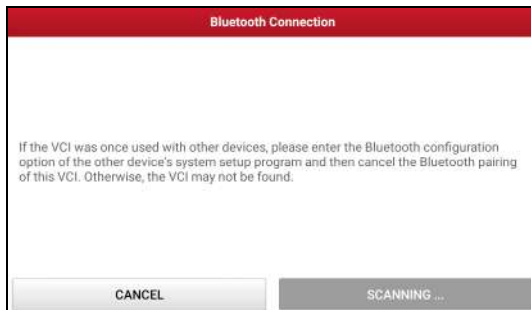 Bluetooth Connection
If the VCI was once used with other devices, please enter the Bluetooth configuration
option of the other device's system setup program and then cancel the Bluetooth pairing
of this VCI. Otherwise, the VCI may not be found.
CANCEL
SCANNING ...